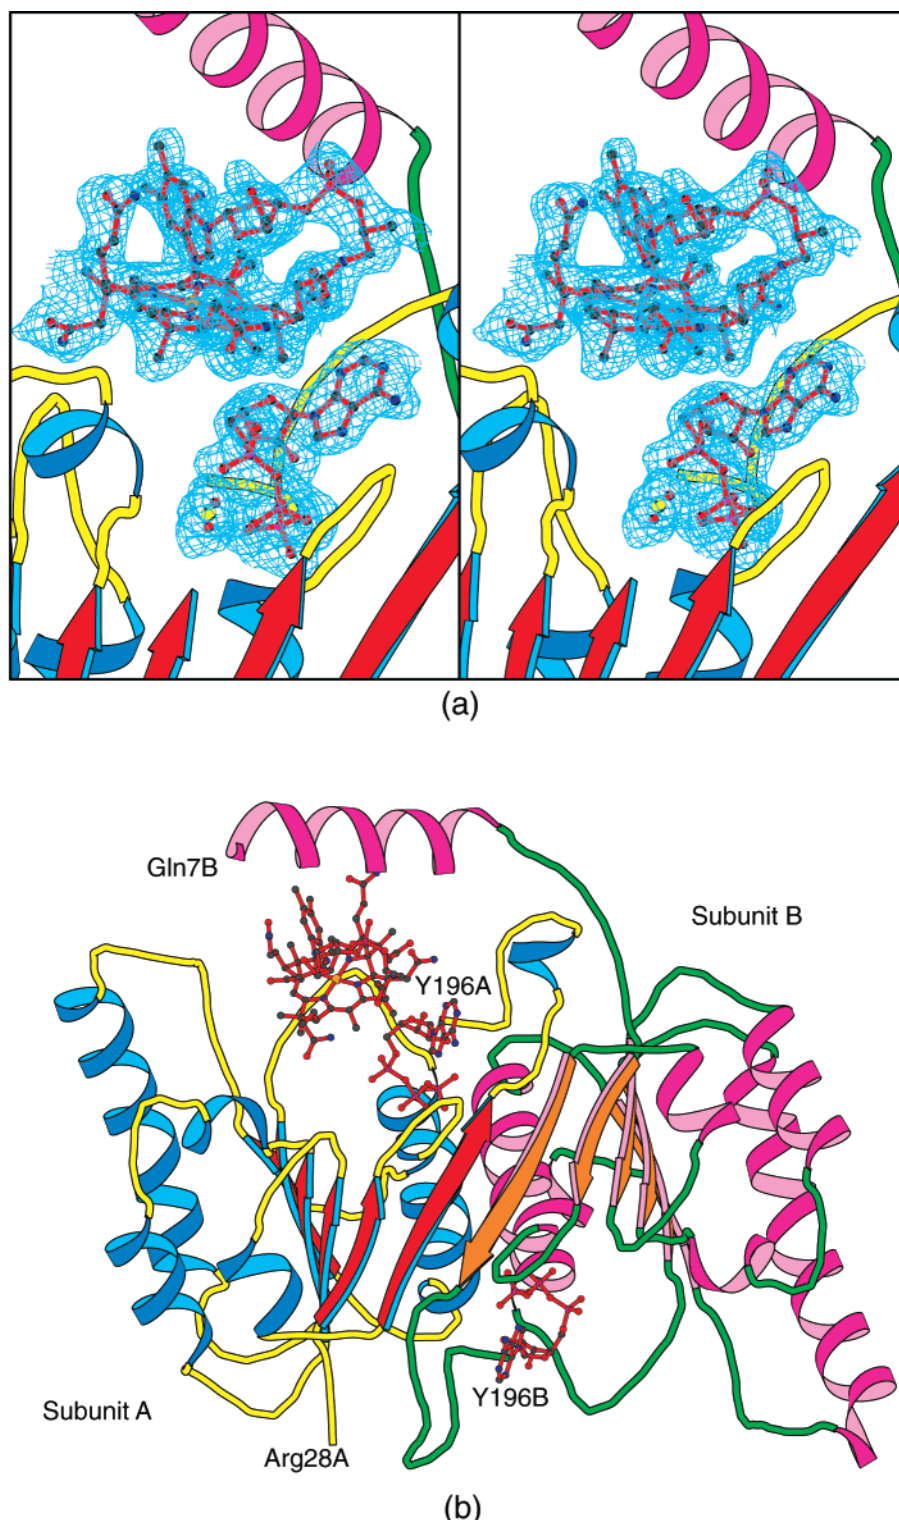 (a)
Gln7B
Subunit B
Y196A
Y196B
Subunit A
Arg28A
(b)